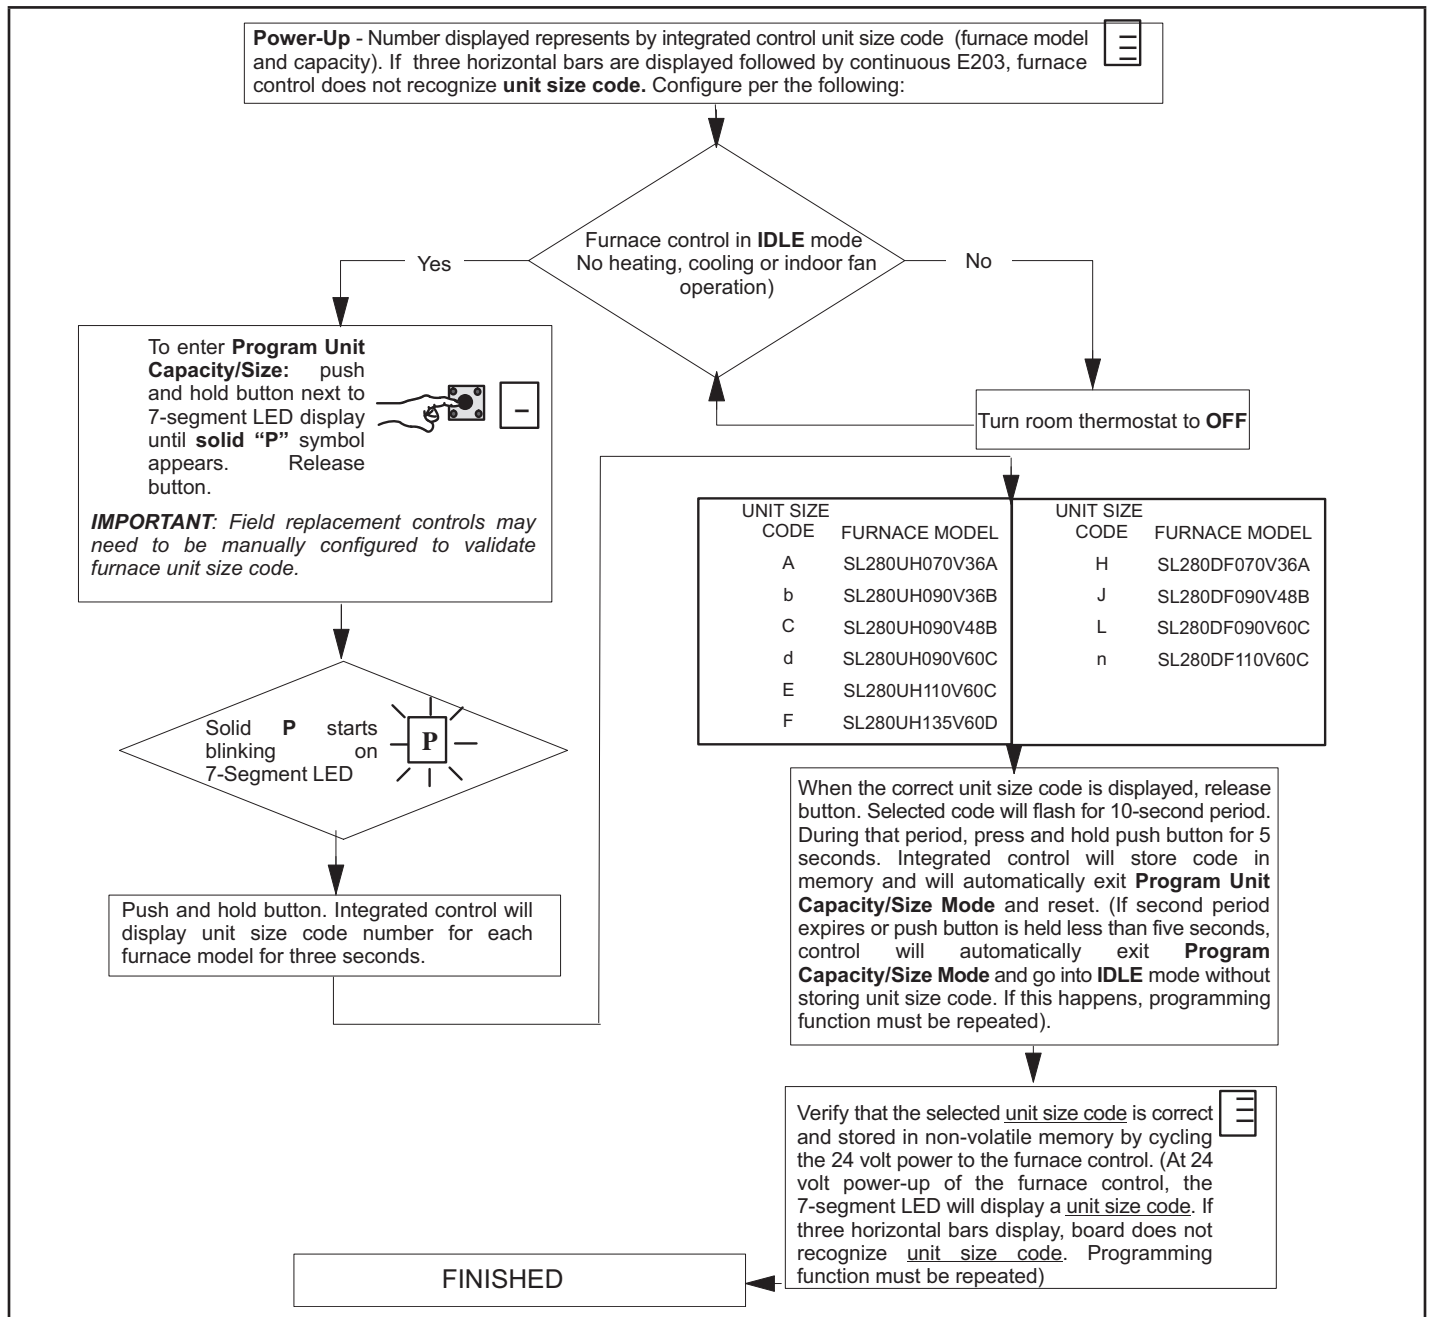 Power-Up - Number displayed represents by integrated control unit size code (furnace model
and capacity). If three horizontal bars are displayed followed by continuous E203, furnace
control does not recognize unit size code. Configure per the following:
Furnace control in IDLE mode
No heating, cooling or indoor fan
operation)
Yes
No
To enter Program Unit
Capacity/Size: push
and hold button next to
7-segment LED display
until solid “P” symbol
appears. Release
button.
IMPORTANT: Field replacement controls may
need to be manually configured to validate
furnace unit size code.
Turn room thermostat to OFF
Solid P starts
blinking on
7-Segment LED
P
Push and hold button. Integrated control will
display unit size code number for each
furnace model for three seconds.
UNIT SIZE
CODE FURNACE MODEL
A SL280UH070V36A
b SL280UH090V36B
C SL280UH090V48B
d SL280UH090V60C
E SL280UH110V60C
F SL280UH135V60D
UNIT SIZE
CODE FURNACE MODEL
H SL280DF070V36A
J SL280DF090V48B
L SL280DF090V60C
n SL280DF110V60C
When the correct unit size code is displayed, release
button. Selected code will flash for 10-second period.
During that period, press and hold push button for 5
seconds. Integrated control will store code in
memory and will automatically exit Program Unit
Capacity/Size Mode and reset. (If second period
expires or push button is held less than five seconds,
control will automatically exit Program
Capacity/Size Mode and go into IDLE mode without
storing unit size code. If this happens, programming
function must be repeated).
Verify that the selected unit size code is correct
and stored in non-volatile memory by cycling
the 24 volt power to the furnace control. (At 24
volt power-up of the furnace control, the
7-segment LED will display a unit size code. If
three horizontal bars display, board does not
recognize unit size code. Programming
function must be repeated)
FINISHED